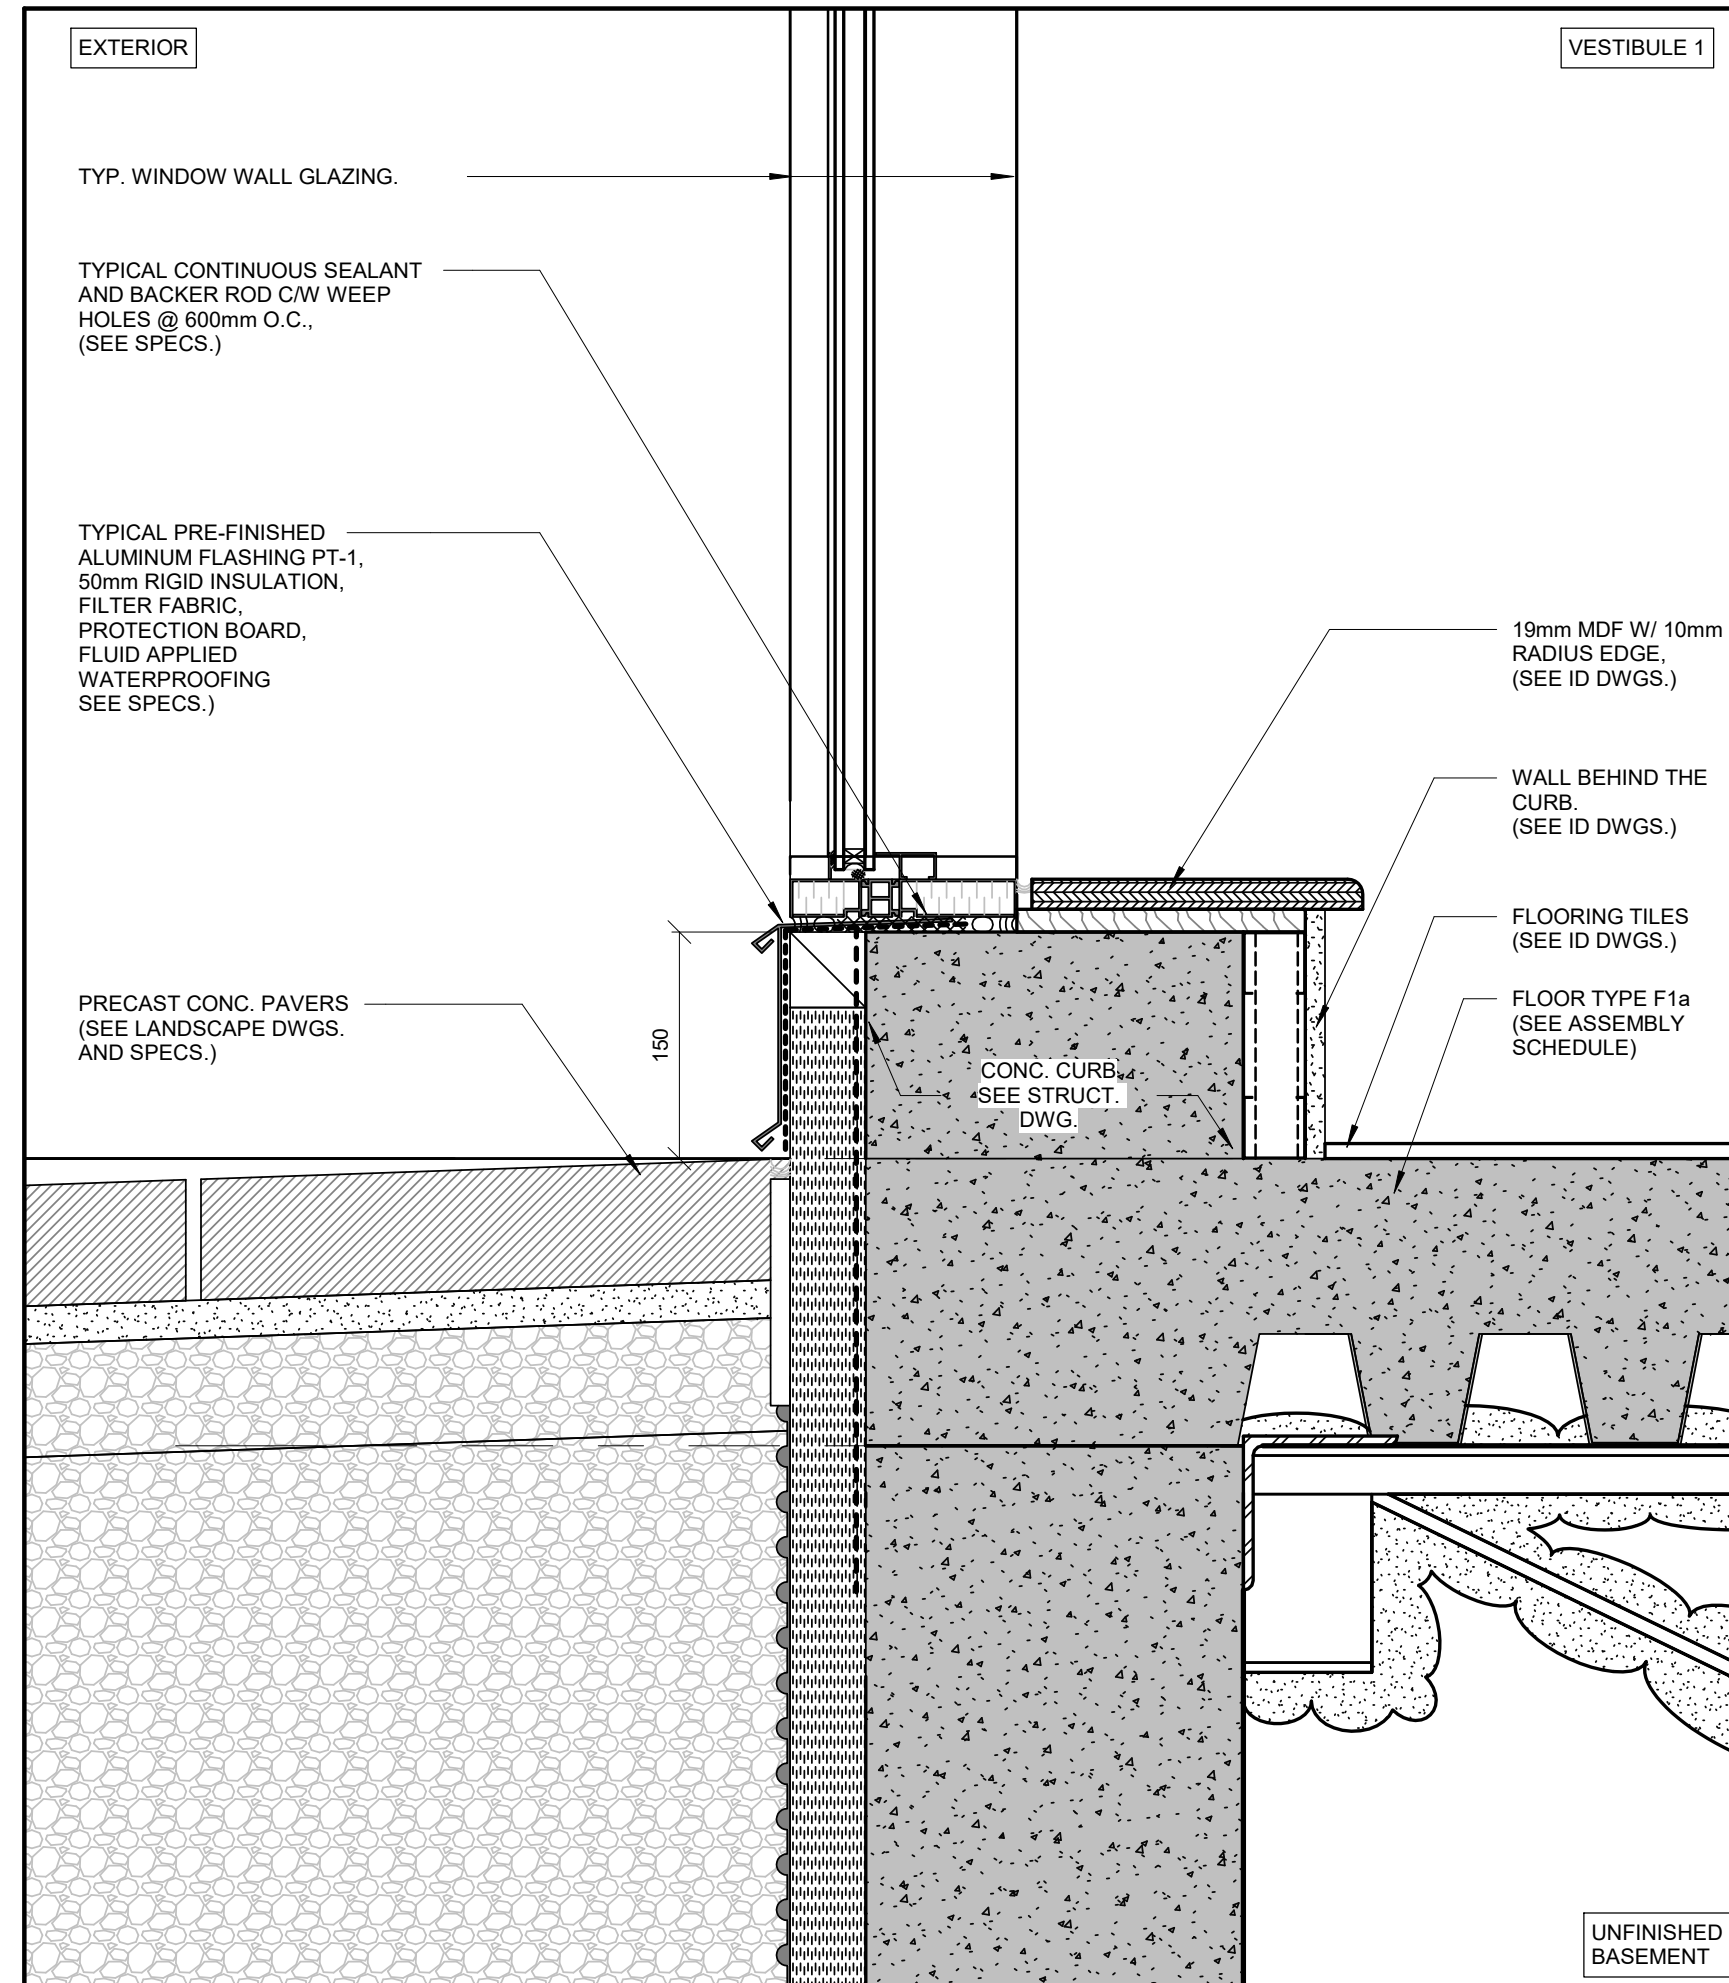 EXTERIOR
VESTIBULE 1
TYP. WINDOW WALL GLAZING.
TYPICAL CONTINUOUS SEALANT
AND BACKER ROD C/W WEEP
HOLES @ 600mm O.C.,
(SEE SPECS.)
TYPICAL PRE-FINISHED
ALUMINUM FLASHING PT-1,
50mm RIGID INSULATION,
FILTER FABRIC,
PROTECTION BOARD,
FLUID APPLIED
WATERPROOFING
SEE SPECS.)
19mm MDF W/ 10mm
RADIUS EDGE,
(SEE ID DWGS.)
WALL BEHIND THE
CURB.
(SEE ID DWGS.)
FLOORING TILES
(SEE ID DWGS.)
PRECAST CONC. PAVERS
(SEE LANDSCAPE DWGS.
AND SPECS.)
150
FLOOR TYPE F1a
(SEE ASSEMBLY
SCHEDULE)
CONC. CURB
SEE STRUCT.
DWG.
UNFINISHED
BASEMENT